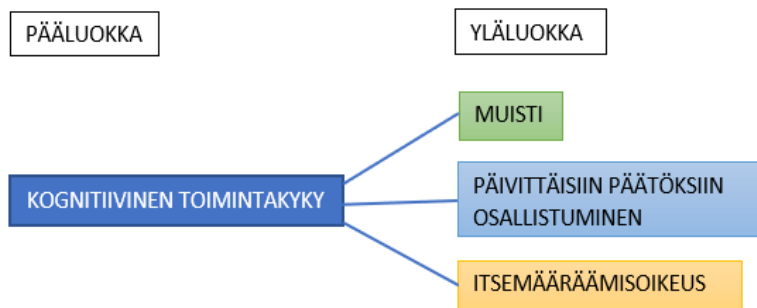 PÄÄLUOKKA
YLÄLUOKKA
MUISTI
KOGNITIIVINEN TOIMINTAKYKY
PÄIVITTÄISIIN PÄÄTÖKSIIN
OSALLISTUMINEN
ITSEMÄÄRÄÄMISOIKEUS